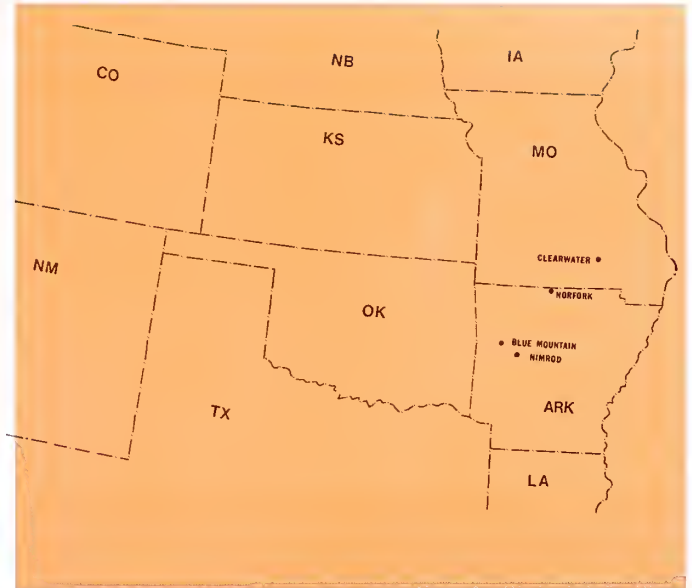 NB
IA
CO
KS
MO
CLEARWATER
NM
NORFORK
OK
BLUE MOUNTAIN
NIMROD
TX
ARK
LA